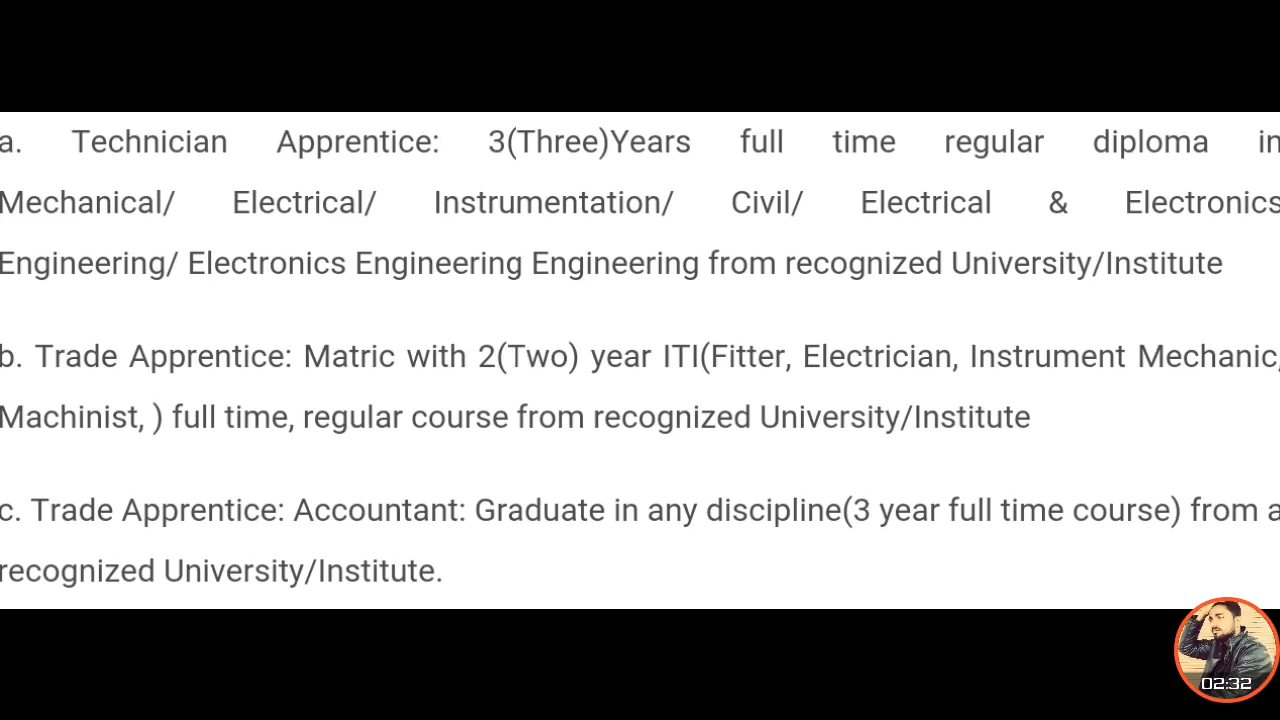 a. Technician Apprentice: 3(Three)Years full time regular diploma in
Mechanical/ Electrical/ Instrumentation/ Civil/ Electrical & Electronics
Engineering/ Electronics Engineering Engineering from recognized University/Institute
b. Trade Apprentice: Matric with 2(Two) year ITI(Fitter, Electrician, Instrument Mechanic,
Machinist, ) full time, regular course from recognized University/Institute
c. Trade Apprentice: Accountant: Graduate in any discipline(3 year full time course) from a
recognized University/Institute.
02:32